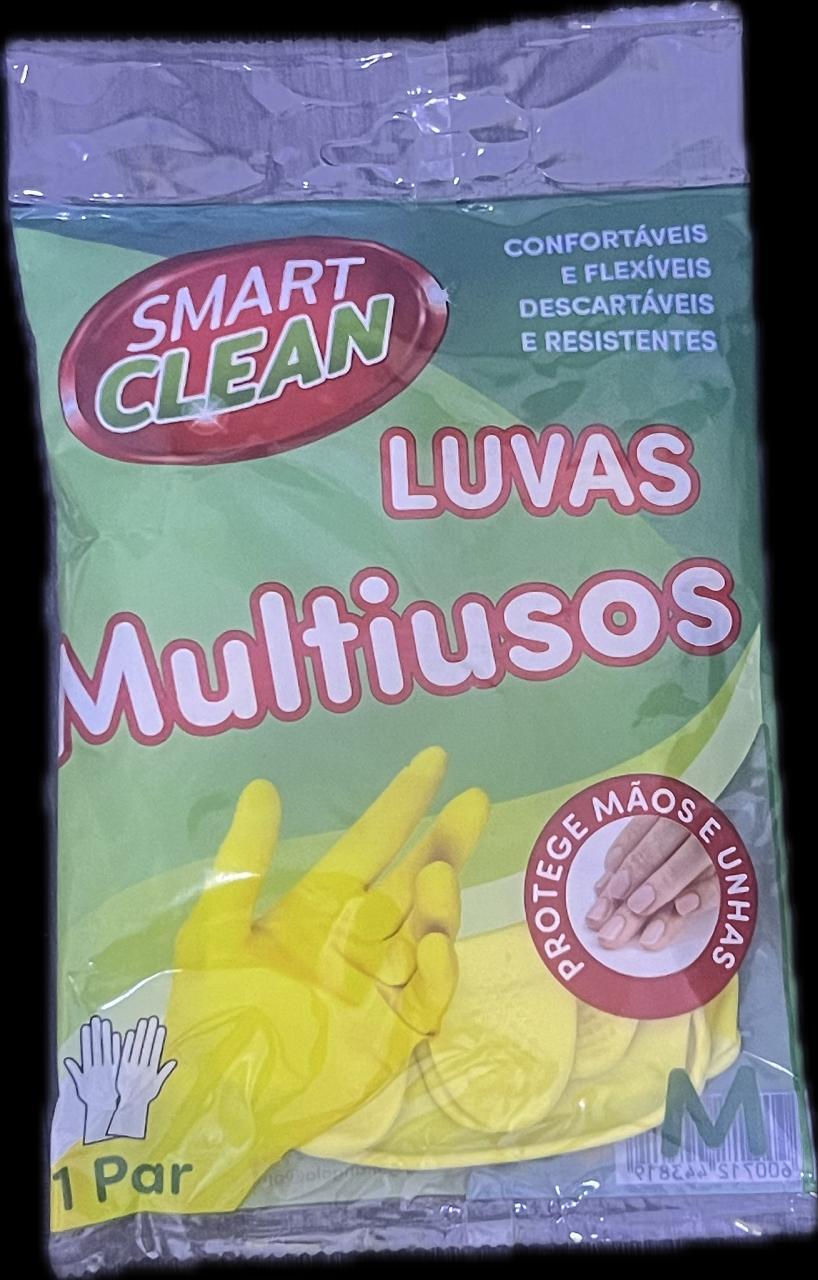 SMART
CLEAN
CONFORTÁVEIS
E FLEXÍVEIS
DESCARTÁVEIS
E RESISTENTES
LUVAS
Multiusos
PROTEGE MÃOS E UNHAS
1 Par
M